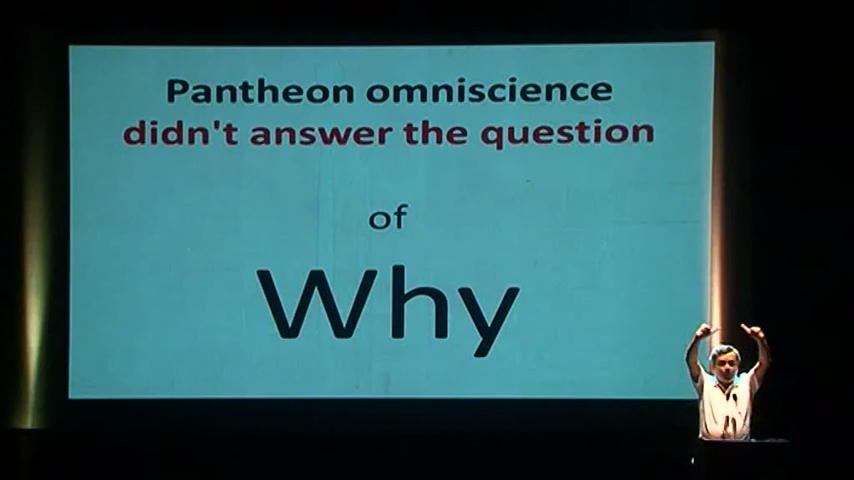 Pantheon omniscience
didn't answer the question
of
Why